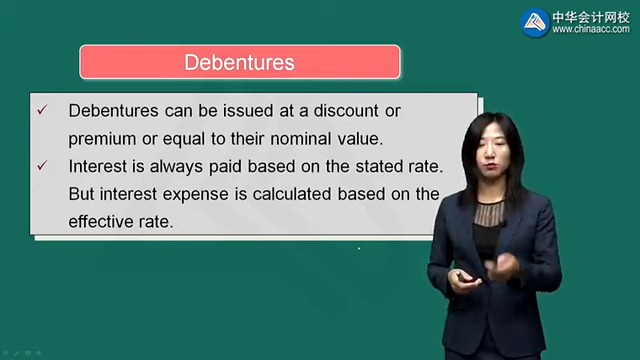 中华会计网校
www.chinaacc.com
Debentures
✓ Debentures can be issued at a discount or
premium or equal to their nominal value.
✓ Interest is always paid based on the stated rate.
But interest expense is calculated based on the
effective rate.